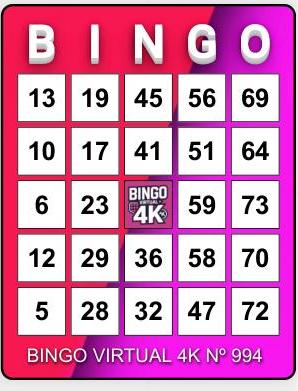 B I N G O
13 19 45 56 69
10 17 41 51 64
6 23 BINGO VIRTUAL 4K 59 73
12 29 36 58 70
5 28 32 47 72
BINGO VIRTUAL 4K Nº 994